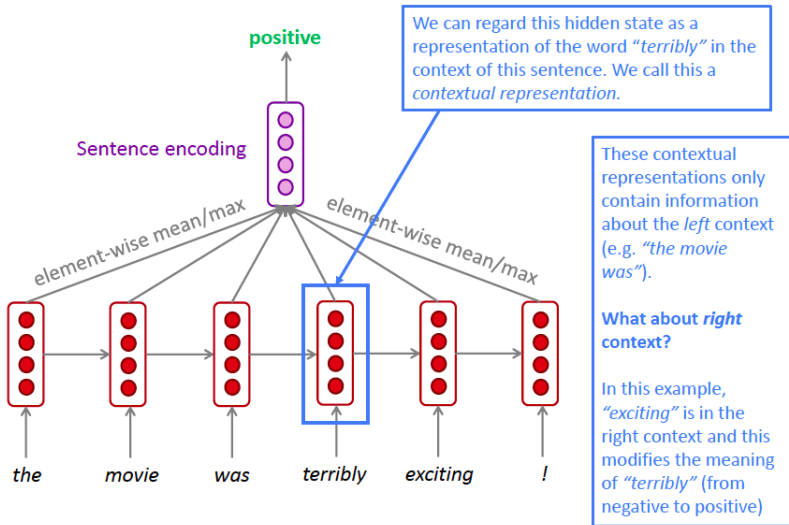 positive
We can regard this hidden state as a
representation of the word “terribly” in the
context of this sentence. We call this a
contextual representation.
Sentence encoding
element-wise mean/max
element-wise mean/max
These contextual
representations only
contain information
about the left context
(e.g. “the movie
was”).
What about right
context?
In this example,
“exciting” is in the
right context and this
modifies the meaning
of “terribly” (from
negative to positive)
the movie was terribly exciting !